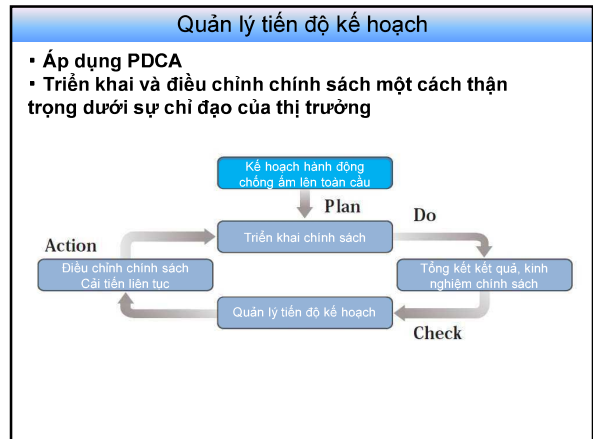 Quản lý tiến độ kế hoạch
▪ Áp dụng PDCA
▪ Triển khai và điều chỉnh chính sách một cách thận
trọng dưới sự chỉ đạo của thị trưởng
Kế hoạch hành động
chống ấm lên toàn cầu
Plan
Do
Triển khai chính sách
Action
Điều chỉnh chính sách
Cải tiến liên tục
Tổng kết kết quả, kinh
nghiệm chính sách
Quản lý tiến độ kế hoạch
Check